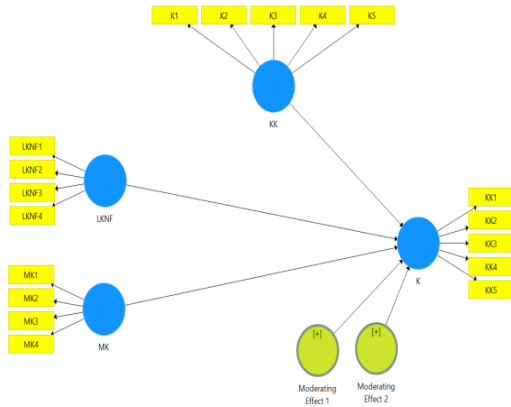 K1 K2 K3 K4 K5
KK
LKNF1
LKNF2
LKNF3
LKNF4
LKNF
KK1
KK2
KK3
KK4
KK5
K
MK1
MK2
MK3
MK4
MK
[+] [+]
Moderating
Effect 1
Moderating
Effect 2